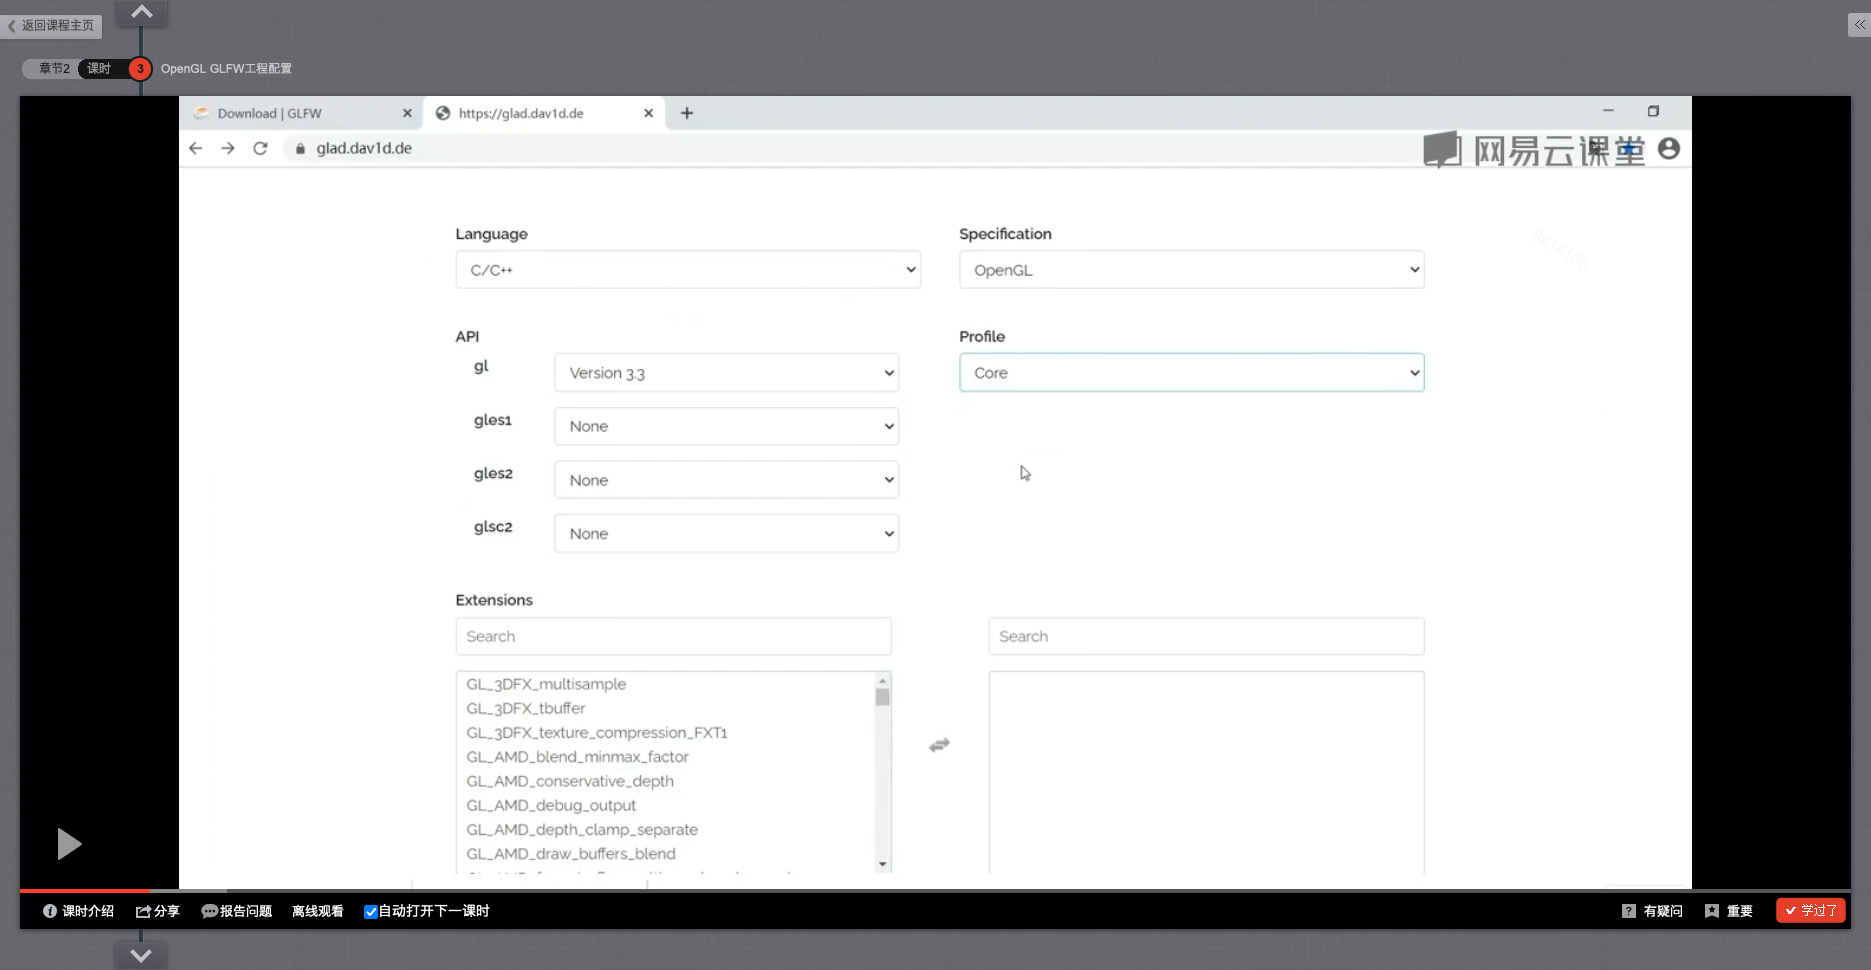 返回课程主页
章节2 课时 3 OpenGL GLFW工程配置
Download | GLFW https://glad.dav1d.de
glad.dav1d.de
网易云课堂
9614160
Language Specification
C/C++ OpenGL
API Profile
gl Version 3.3 Core
gles1 None
gles2 None
glsc2 None
Extensions
Search Search
GL_3DFX_multisample
GL_3DFX_tbuffer
GL_3DFX_texture_compression_FXT1
GL_AMD_blend_minmax_factor
GL_AMD_conservative_depth
GL_AMD_debug_output
GL_AMD_depth_clamp_separate
GL_AMD_draw_buffers_blend
课时介绍 分享 报告问题 离线观看 自动打开下一课时 有疑问 重要 学过了